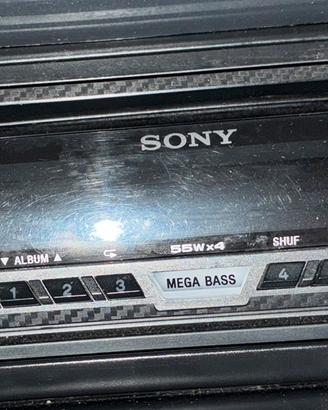 SONY
▼ ALBUM ▲ 55W×4 SHUF
1 2 3 MEGA BASS 4